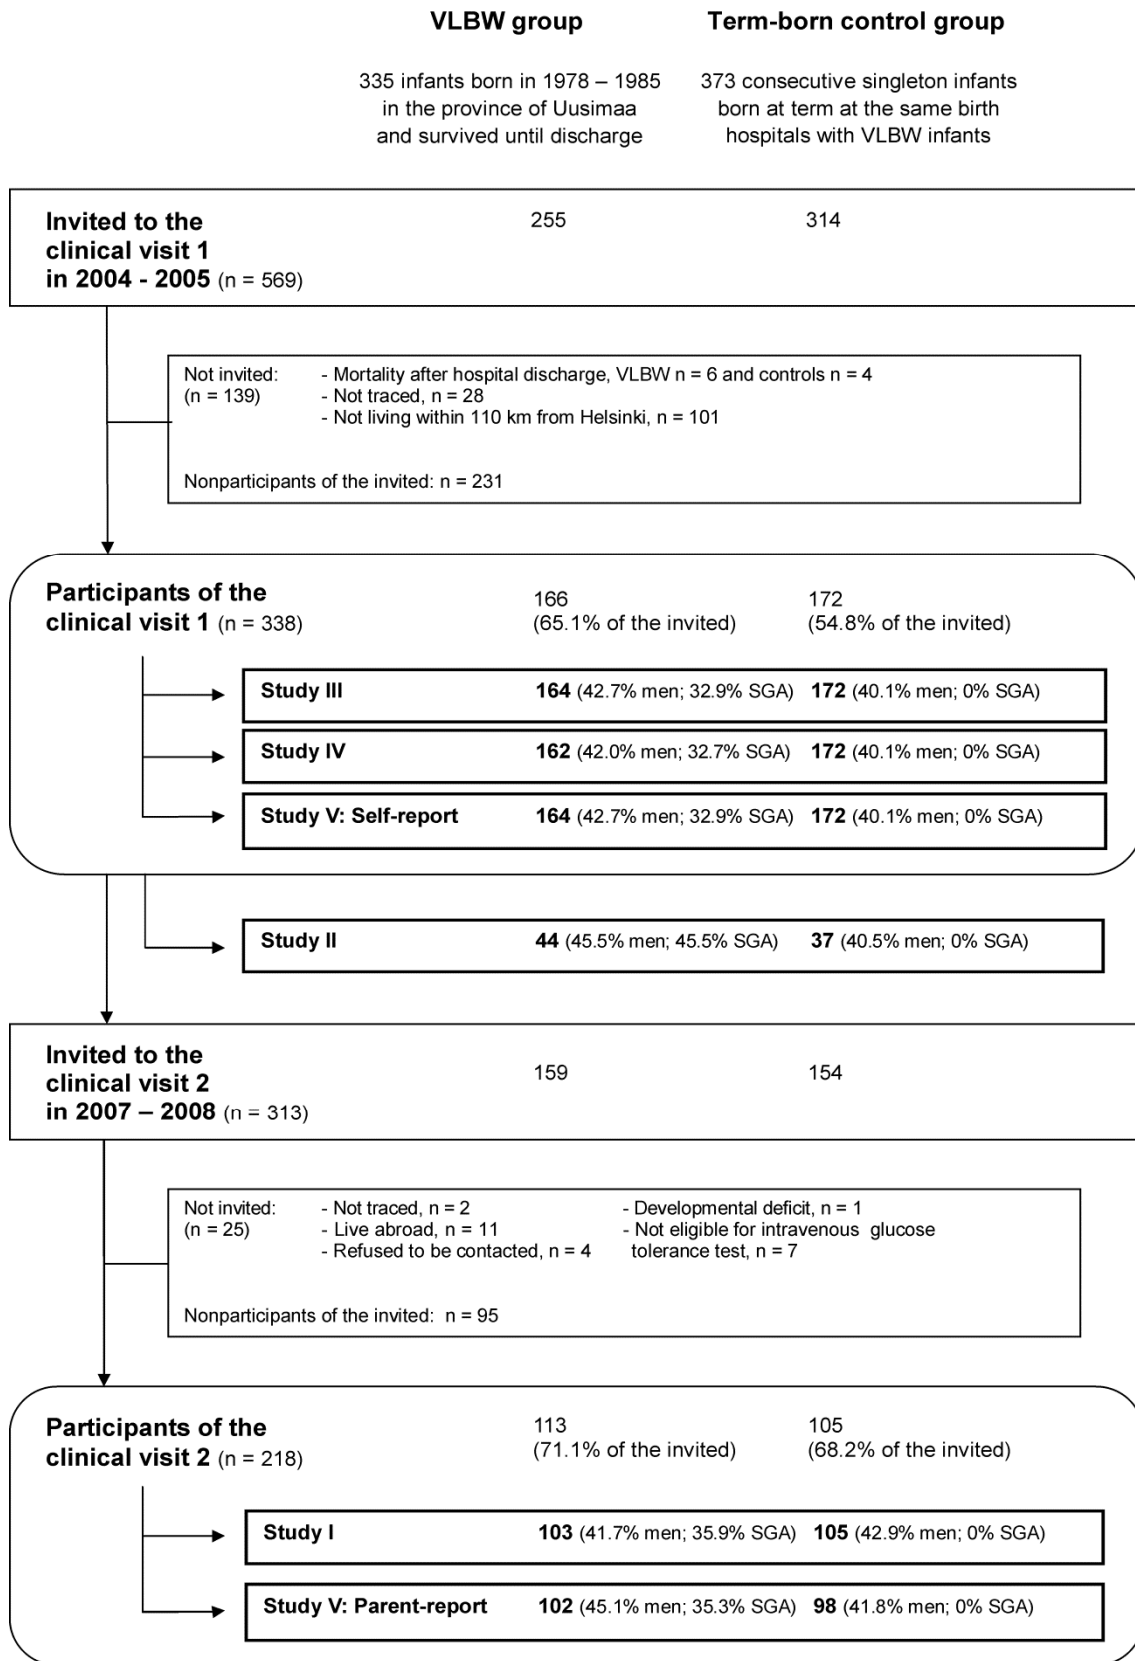 VLBW group
Term-born control group
335 infants born in 1978 – 1985
in the province of Uusimaa
and survived until discharge
373 consecutive singleton infants
born at term at the same birth
hospitals with VLBW infants
Invited to the
clinical visit 1
in 2004 - 2005 (n = 569)
255
314
Not invited:
(n = 139)
- Mortality after hospital discharge, VLBW n = 6 and controls n = 4
- Not traced, n = 28
- Not living within 110 km from Helsinki, n = 101
Nonparticipants of the invited: n = 231
Participants of the
clinical visit 1 (n = 338)
166
(65.1% of the invited)
172
(54.8% of the invited)
Study III
164 (42.7% men; 32.9% SGA)
172 (40.1% men; 0% SGA)
Study IV
162 (42.0% men; 32.7% SGA)
172 (40.1% men; 0% SGA)
Study V: Self-report
164 (42.7% men; 32.9% SGA)
172 (40.1% men; 0% SGA)
Study II
44 (45.5% men; 45.5% SGA)
37 (40.5% men; 0% SGA)
Invited to the
clinical visit 2
in 2007 – 2008 (n = 313)
159
154
Not invited:
(n = 25)
- Not traced, n = 2
- Live abroad, n = 11
- Refused to be contacted, n = 4
- Developmental deficit, n = 1
- Not eligible for intravenous glucose
tolerance test, n = 7
Nonparticipants of the invited: n = 95
Participants of the
clinical visit 2 (n = 218)
113
(71.1% of the invited)
105
(68.2% of the invited)
Study I
103 (41.7% men; 35.9% SGA)
105 (42.9% men; 0% SGA)
Study V: Parent-report
102 (45.1% men; 35.3% SGA)
98 (41.8% men; 0% SGA)